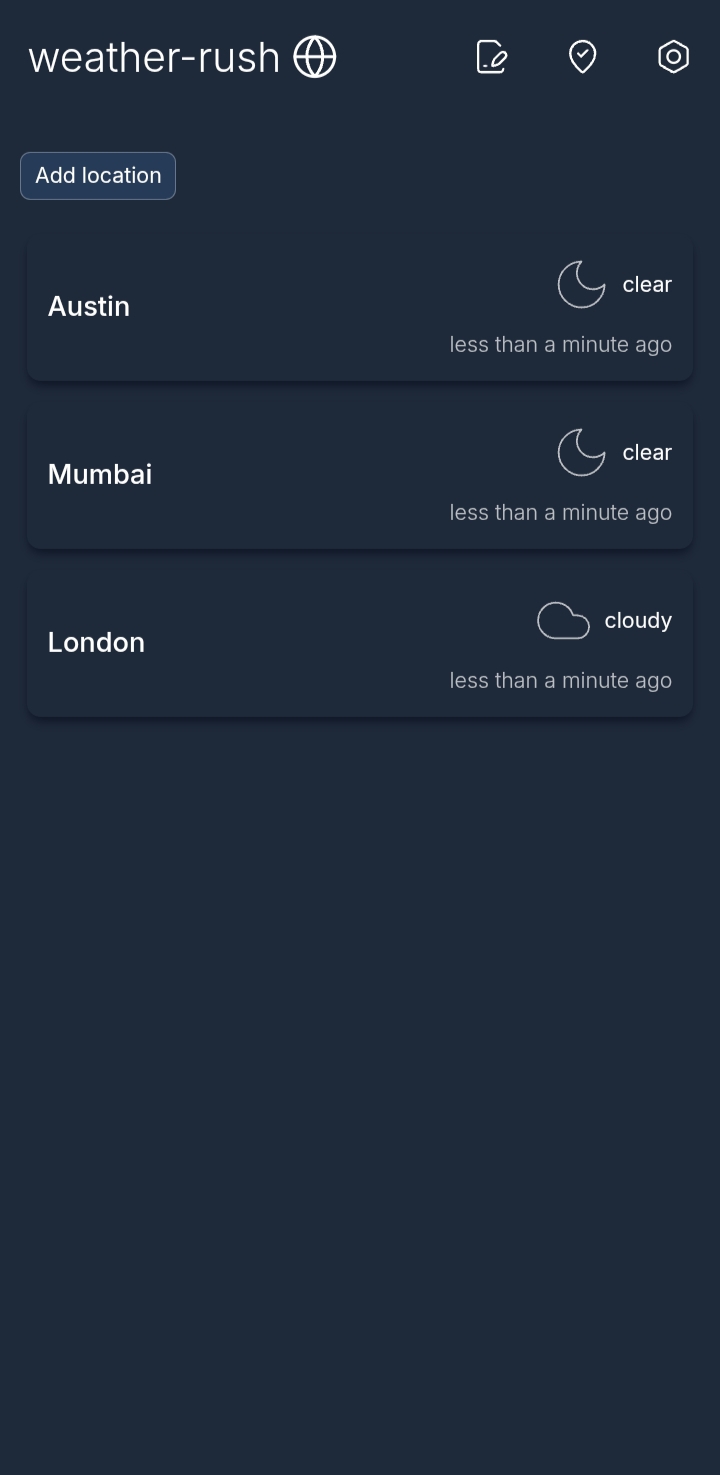 weather-rush
Add location
Austin
clear
less than a minute ago
Mumbai
clear
less than a minute ago
London
cloudy
less than a minute ago